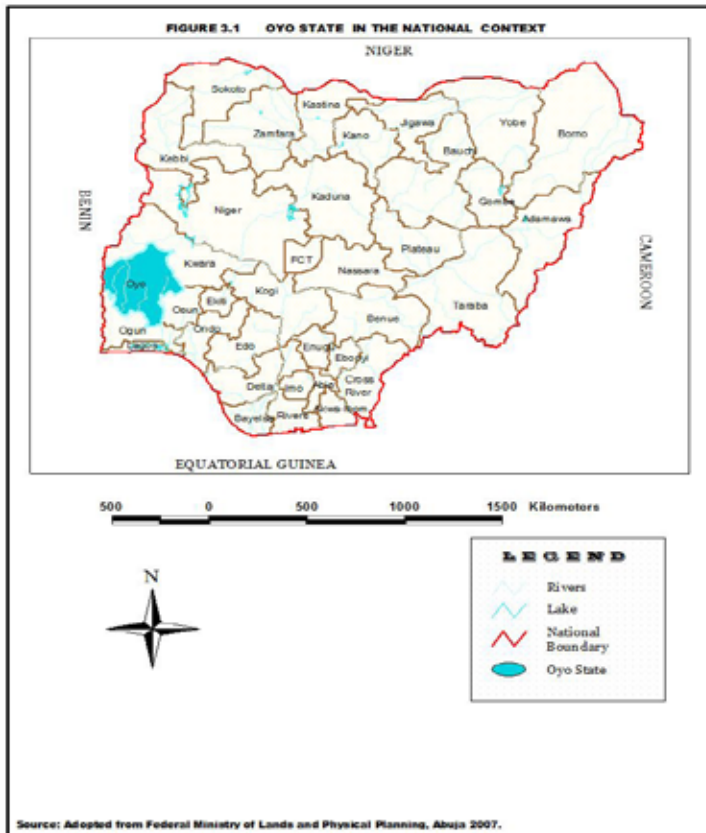 FIGURE 3.1 OYO STATE IN THE NATIONAL CONTEXT
NIGER
Sokoto
Katsina
Zamfara
Kano
Jigawa
Yobe
Borno
Bauchi
Kebbi
BENIN
Niger
Kaduna
Gombe
Adamawa
CAMEROON
Kwara
FCT
Plateau
Nassara
Oyo
Kogi
Taraba
Osun
Ekiti
Benue
Ogun
Ondo
Edo
Enugu
Ebonyi
Lagos
Delta
Imo
Abia
Cross
River
Bayelsa
Rivers
Akwa Ibom
EQUATORIAL GUINEA
500 0 500 1000 1500 Kilometers
LEGEND
N
Rivers
Lake
National
Boundary
Oyo State
Source: Adopted from Federal Ministry of Lands and Physical Planning, Abuja 2007.